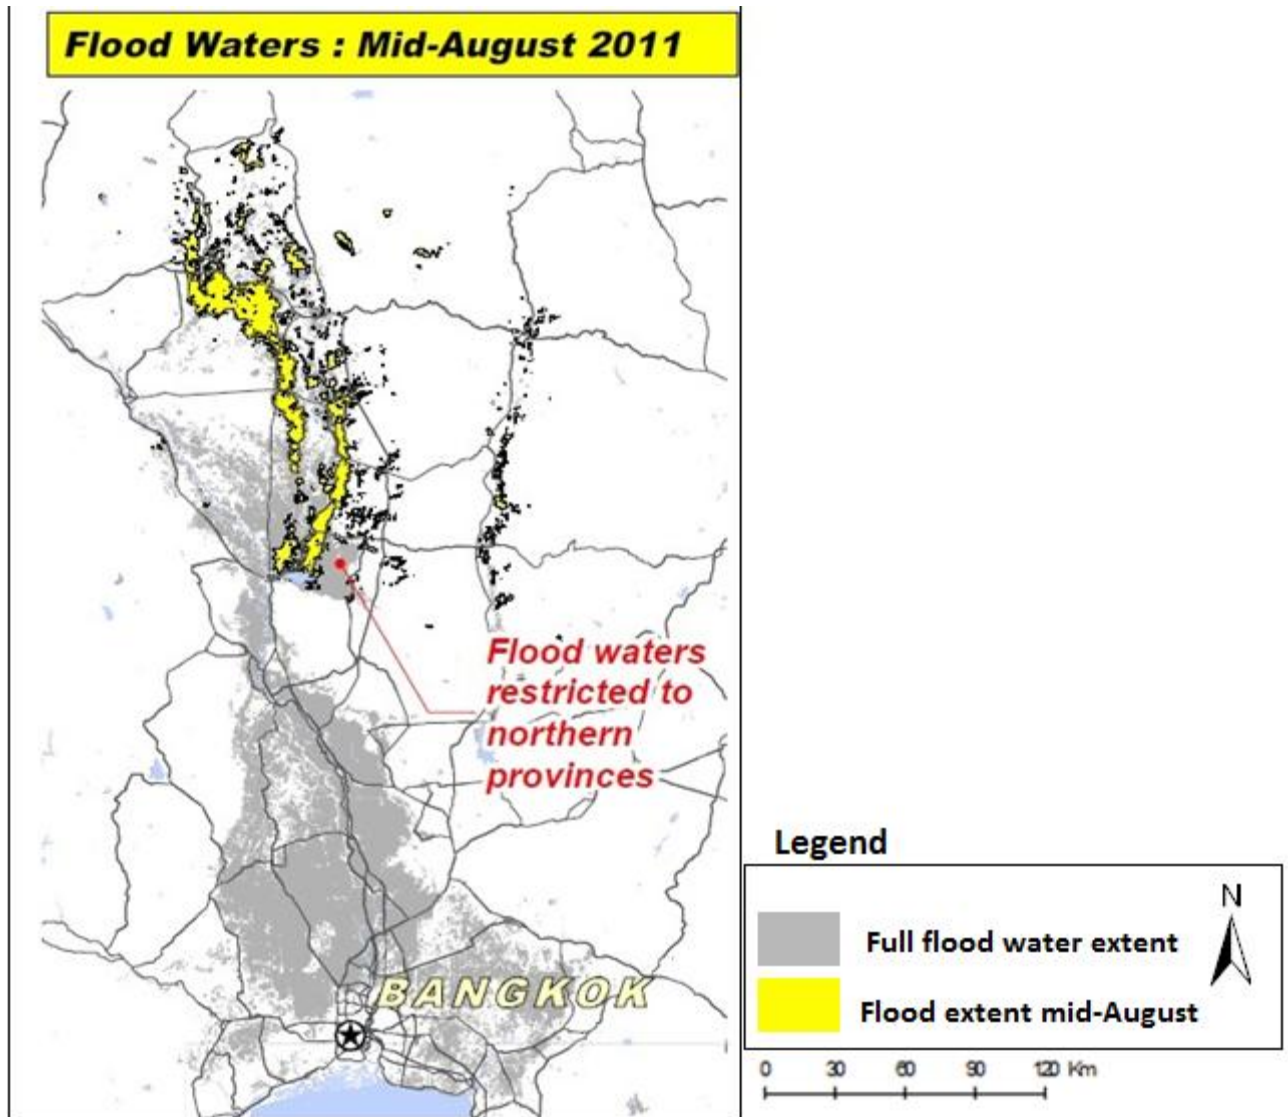 Flood Waters : Mid-August 2011
Flood waters
restricted to
northern
provinces
BANGKOK
Legend
N
Full flood water extent
Flood extent mid-August
0 30 60 90 120 Km